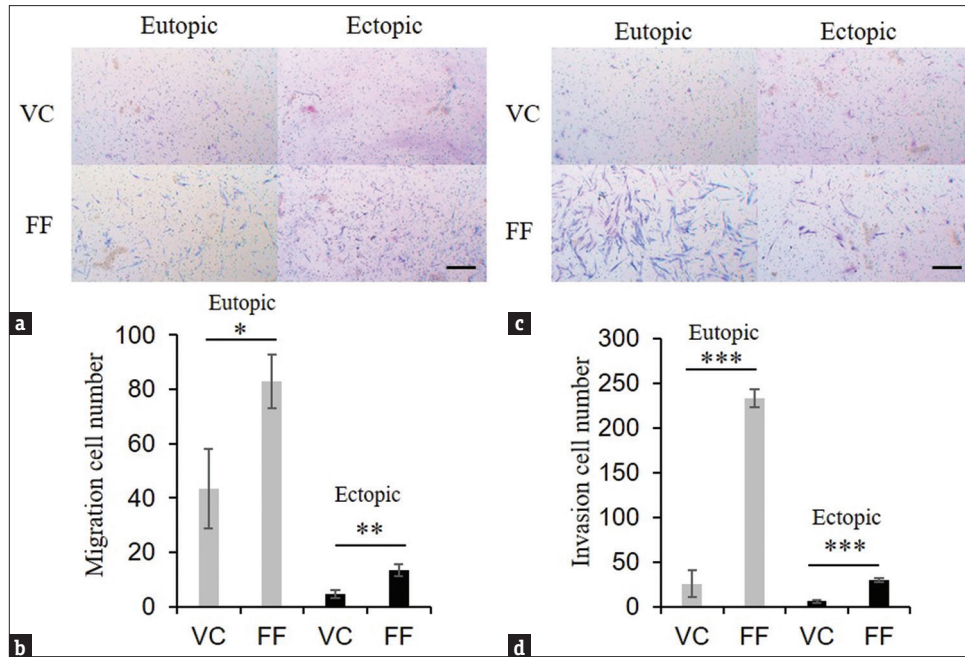 Eutopic Ectopic
VC
FF
a
Eutopic Ectopic
VC
FF
c
Migration cell number
100
80
60
40
20
0
Eutopic
*
Ectopic
**
VC FF VC FF
b
Invasion cell number
300
250
200
150
100
50
0
Eutopic
***
Ectopic
***
VC FF VC FF
d